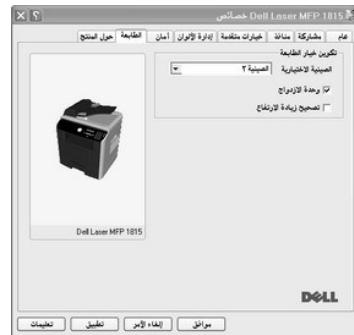 Dell Laser MFP 1815 خصائص
عام مشاركة منافذ خيارات متقدمة إدارة الألوان أمان الطابعة حول المنتج
تكوين خيار الطابعة
الصينية الاختيارية الصينية ٢
وحدة الازدواج
تصحيح زيادة الارتفاع
Dell Laser MFP 1815
DELL
موافق إلغاء الأمر تطبيق تعليمات